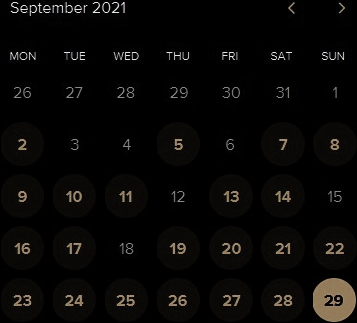 September 2021 < >
MON TUE WED THU FRI SAT SUN
26 27 28 29 30 31 1
2 3 4 5 6 7 8
9 10 11 12 13 14 15
16 17 18 19 20 21 22
23 24 25 26 27 28 29